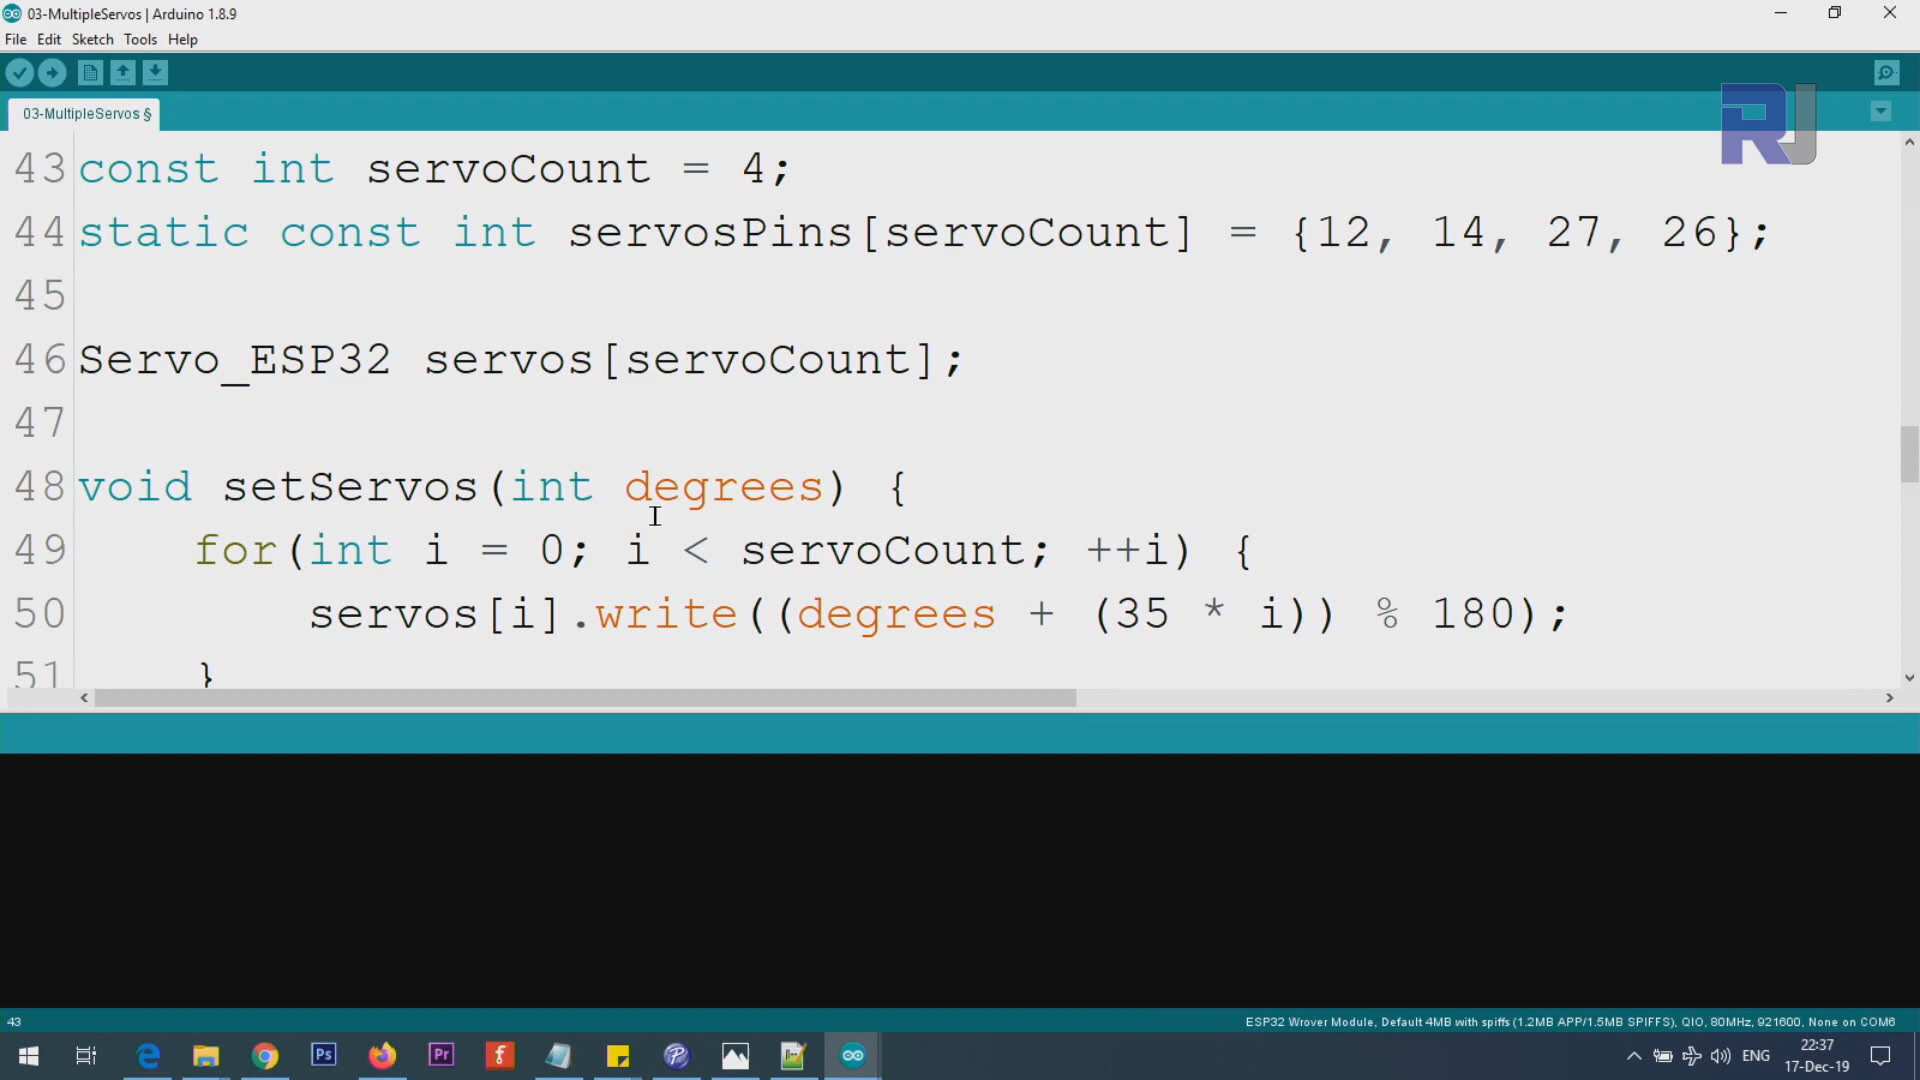 03-MultipleServos | Arduino 1.8.9
File Edit Sketch Tools Help
RJ
03-MultipleServos §
43 const int servoCount = 4;
44 static const int servosPins[servoCount] = {12, 14, 27, 26};
45
46 Servo_ESP32 servos[servoCount];
47
48 void setServos(int degrees) {
49 for(int i = 0; i < servoCount; ++i) {
50 servos[i].write((degrees + (35 * i)) % 180);
51 }
43 ESP32 Wrover Module, Default 4MB with spiffs (1.2MB APP/1.5MB SPIFFS), QIO, 80MHz, 921600, None on COM6
Ps Pr f
ENG 22:37
17-Dec-19